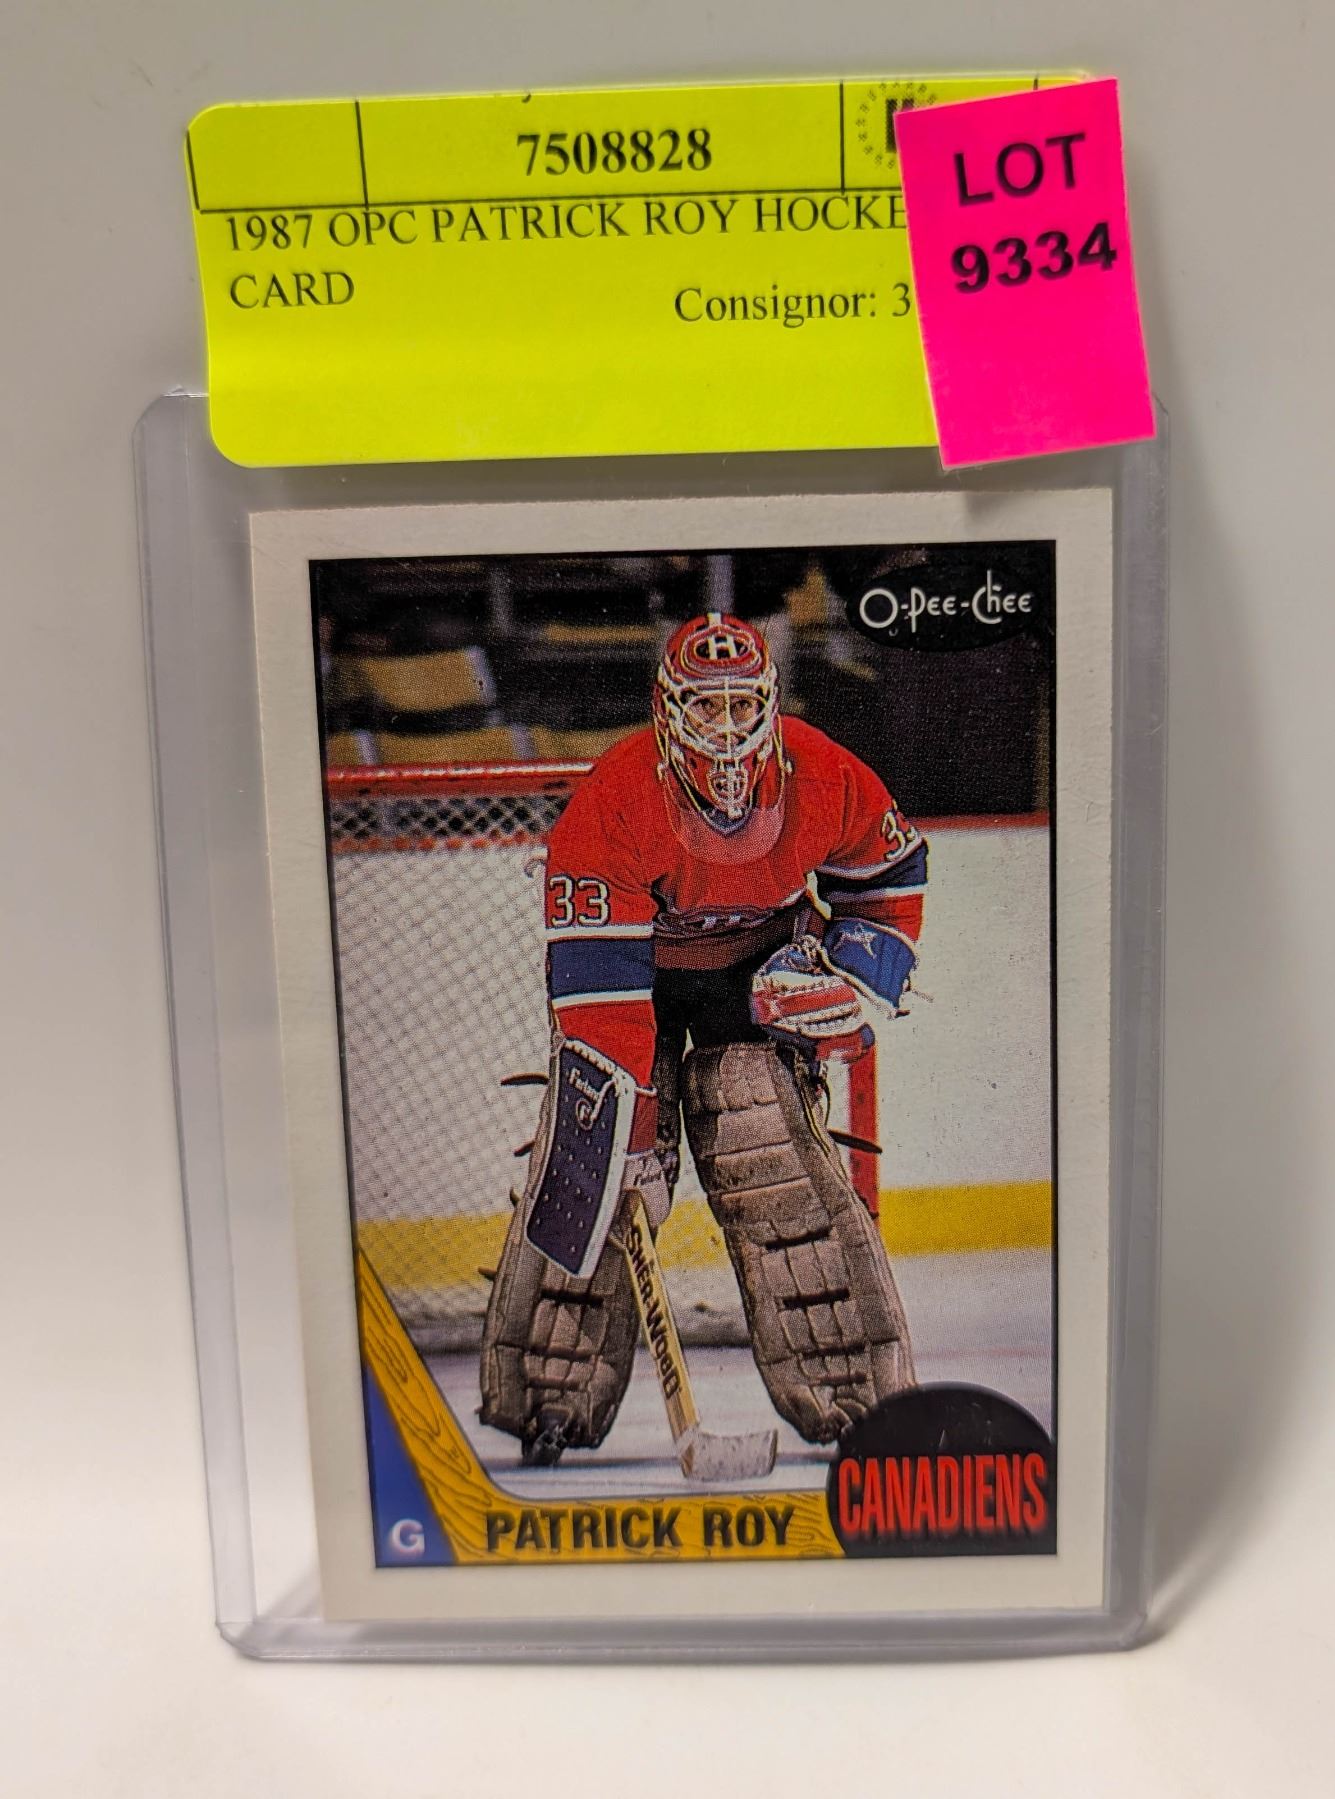 7508828
LOT
9334
1987 OPC PATRICK ROY HOCKE
CARD
Consignor: 3
O-Pee-Chee
H
33
33
SHER-WOOD
G
PATRICK ROY
CANADIENS